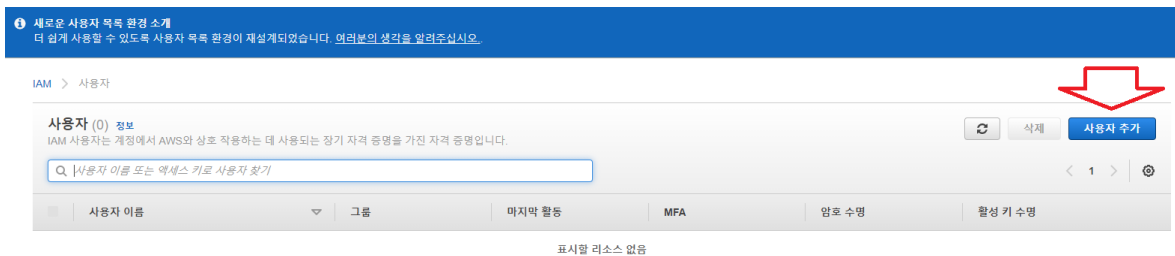 새로운 사용자 목록 환경 소개
더 쉽게 사용할 수 있도록 사용자 목록 환경이 재설계되었습니다. 여러분의 생각을 알려주십시오..
IAM > 사용자
사용자 (0) 정보
IAM 사용자는 계정에서 AWS와 상호 작용하는 데 사용되는 장기 자격 증명을 가진 자격 증명입니다.
삭제 사용자 추가
사용자 이름 또는 액세스 키로 사용자 찾기
< 1 >
사용자 이름 그룹 마지막 활동 MFA 암호 수명 활성 키 수명
표시할 리소스 없음